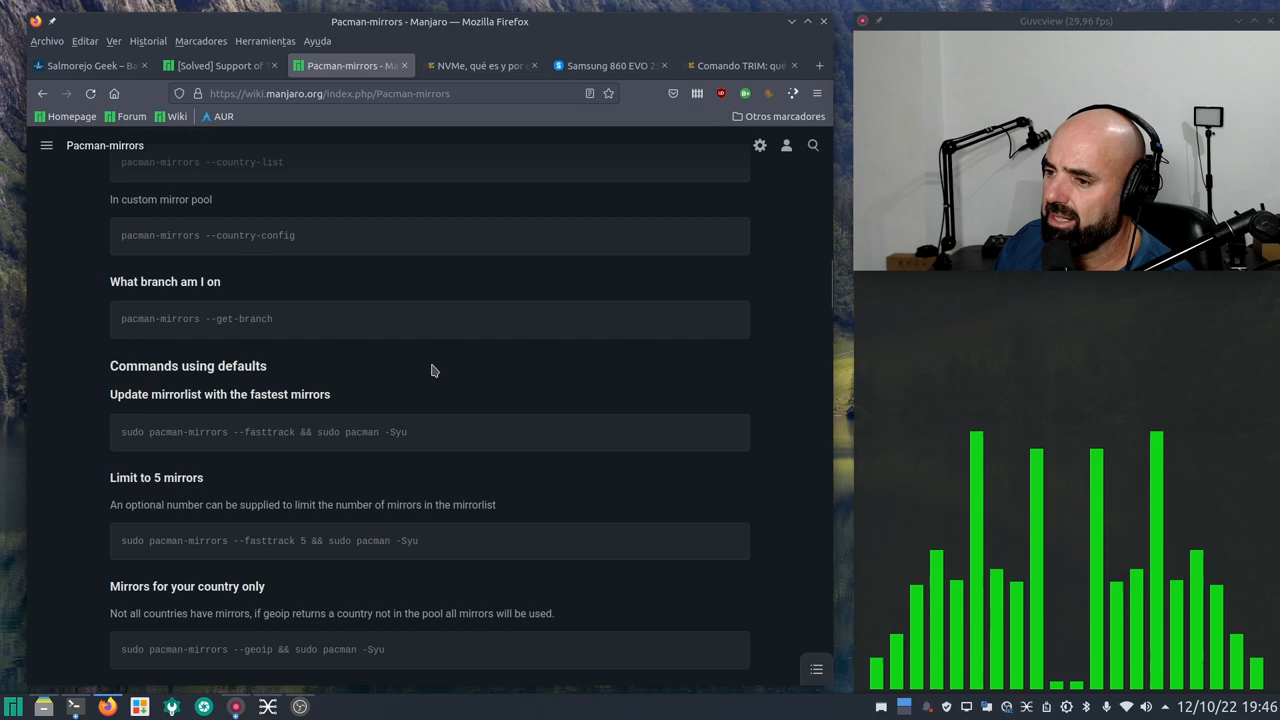 Pacman-mirrors - Manjaro — Mozilla Firefox
Guvcview (29,96 fps)
Archivo Editar Ver Historial Marcadores Herramientas Ayuda
Salmorejo Geek – Ba
[Solved] Support of
Pacman-mirrors - Ma
NVMe, qué es y por
Samsung 860 EVO 2
Comando TRIM: qu
https://wiki.manjaro.org/index.php/Pacman-mirrors
Homepage Forum Wiki AUR Otros marcadores
Pacman-mirrors
pacman-mirrors --country-list
In custom mirror pool
pacman-mirrors --country-config
What branch am I on
pacman-mirrors --get-branch
Commands using defaults
Update mirrorlist with the fastest mirrors
sudo pacman-mirrors --fasttrack && sudo pacman -Syu
Limit to 5 mirrors
An optional number can be supplied to limit the number of mirrors in the mirrorlist
sudo pacman-mirrors --fasttrack 5 && sudo pacman -Syu
Mirrors for your country only
Not all countries have mirrors, if geoip returns a country not in the pool all mirrors will be used.
sudo pacman-mirrors --geoip && sudo pacman -Syu
12/10/22 19:46